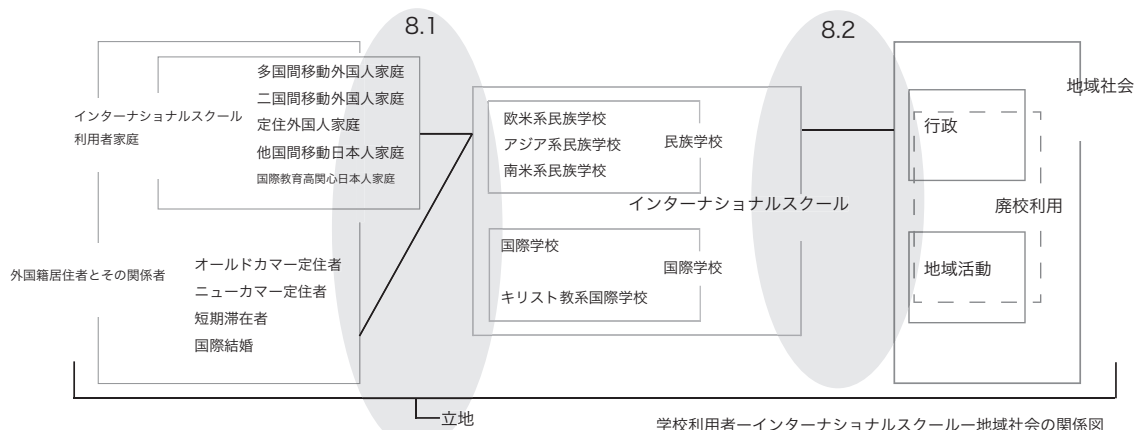 8.1
8.2
多国間移動外国人家庭
二国間移動外国人家庭
定住外国人家庭
他国間移動日本人家庭
国際教育高関心日本人家庭
インターナショナルスクール
利用者家庭
外国籍居住者とその関係者
オールドカマー定住者
ニューカマー定住者
短期滞在者
国際結婚
欧米系民族学校
アジア系民族学校
南米系民族学校
民族学校
インターナショナルスクール
国際学校
キリスト教系国際学校
国際学校
地域社会
行政
廃校利用
地域活動
立地
学校利用者ーインターナショナルスクールー地域社会の関係図